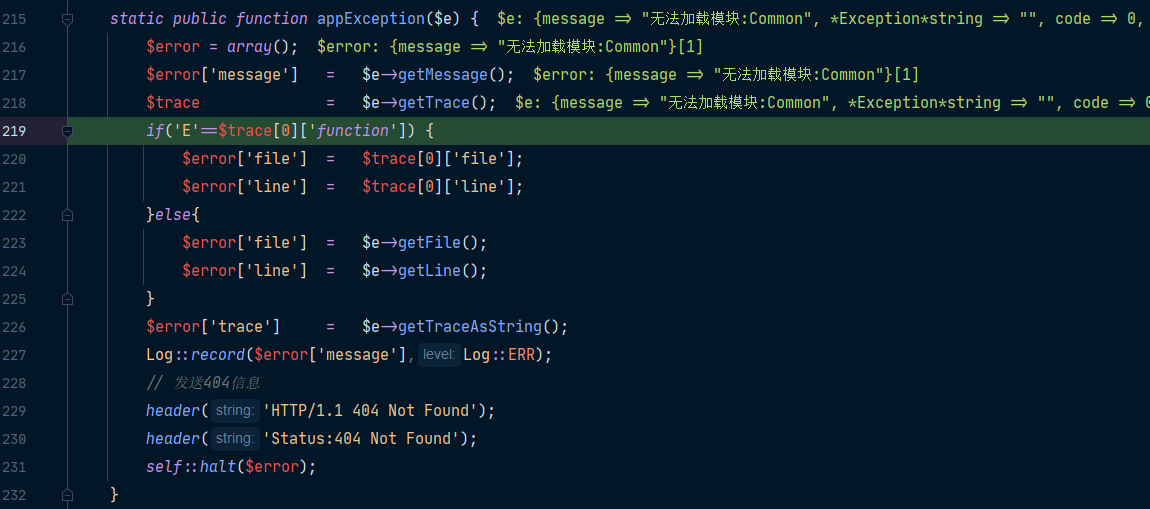 215 static public function appException($e) { $e: {message => "无法加载模块:Common", *Exception*string => "", code => 0,
216 $error = array(); $error: {message => "无法加载模块:Common"}[1]
217 $error['message'] = $e->getMessage(); $error: {message => "无法加载模块:Common"}[1]
218 $trace = $e->getTrace(); $e: {message => "无法加载模块:Common", *Exception*string => "", code => 0
219 if('E'==$trace[0]['function']) {
220 $error['file'] = $trace[0]['file'];
221 $error['line'] = $trace[0]['line'];
222 }else{
223 $error['file'] = $e->getFile();
224 $error['line'] = $e->getLine();
225 }
226 $error['trace'] = $e->getTraceAsString();
227 Log::record($error['message'], level: Log::ERR);
228 // 发送404信息
229 header( string: 'HTTP/1.1 404 Not Found');
230 header( string: 'Status:404 Not Found');
231 self::halt($error);
232 }